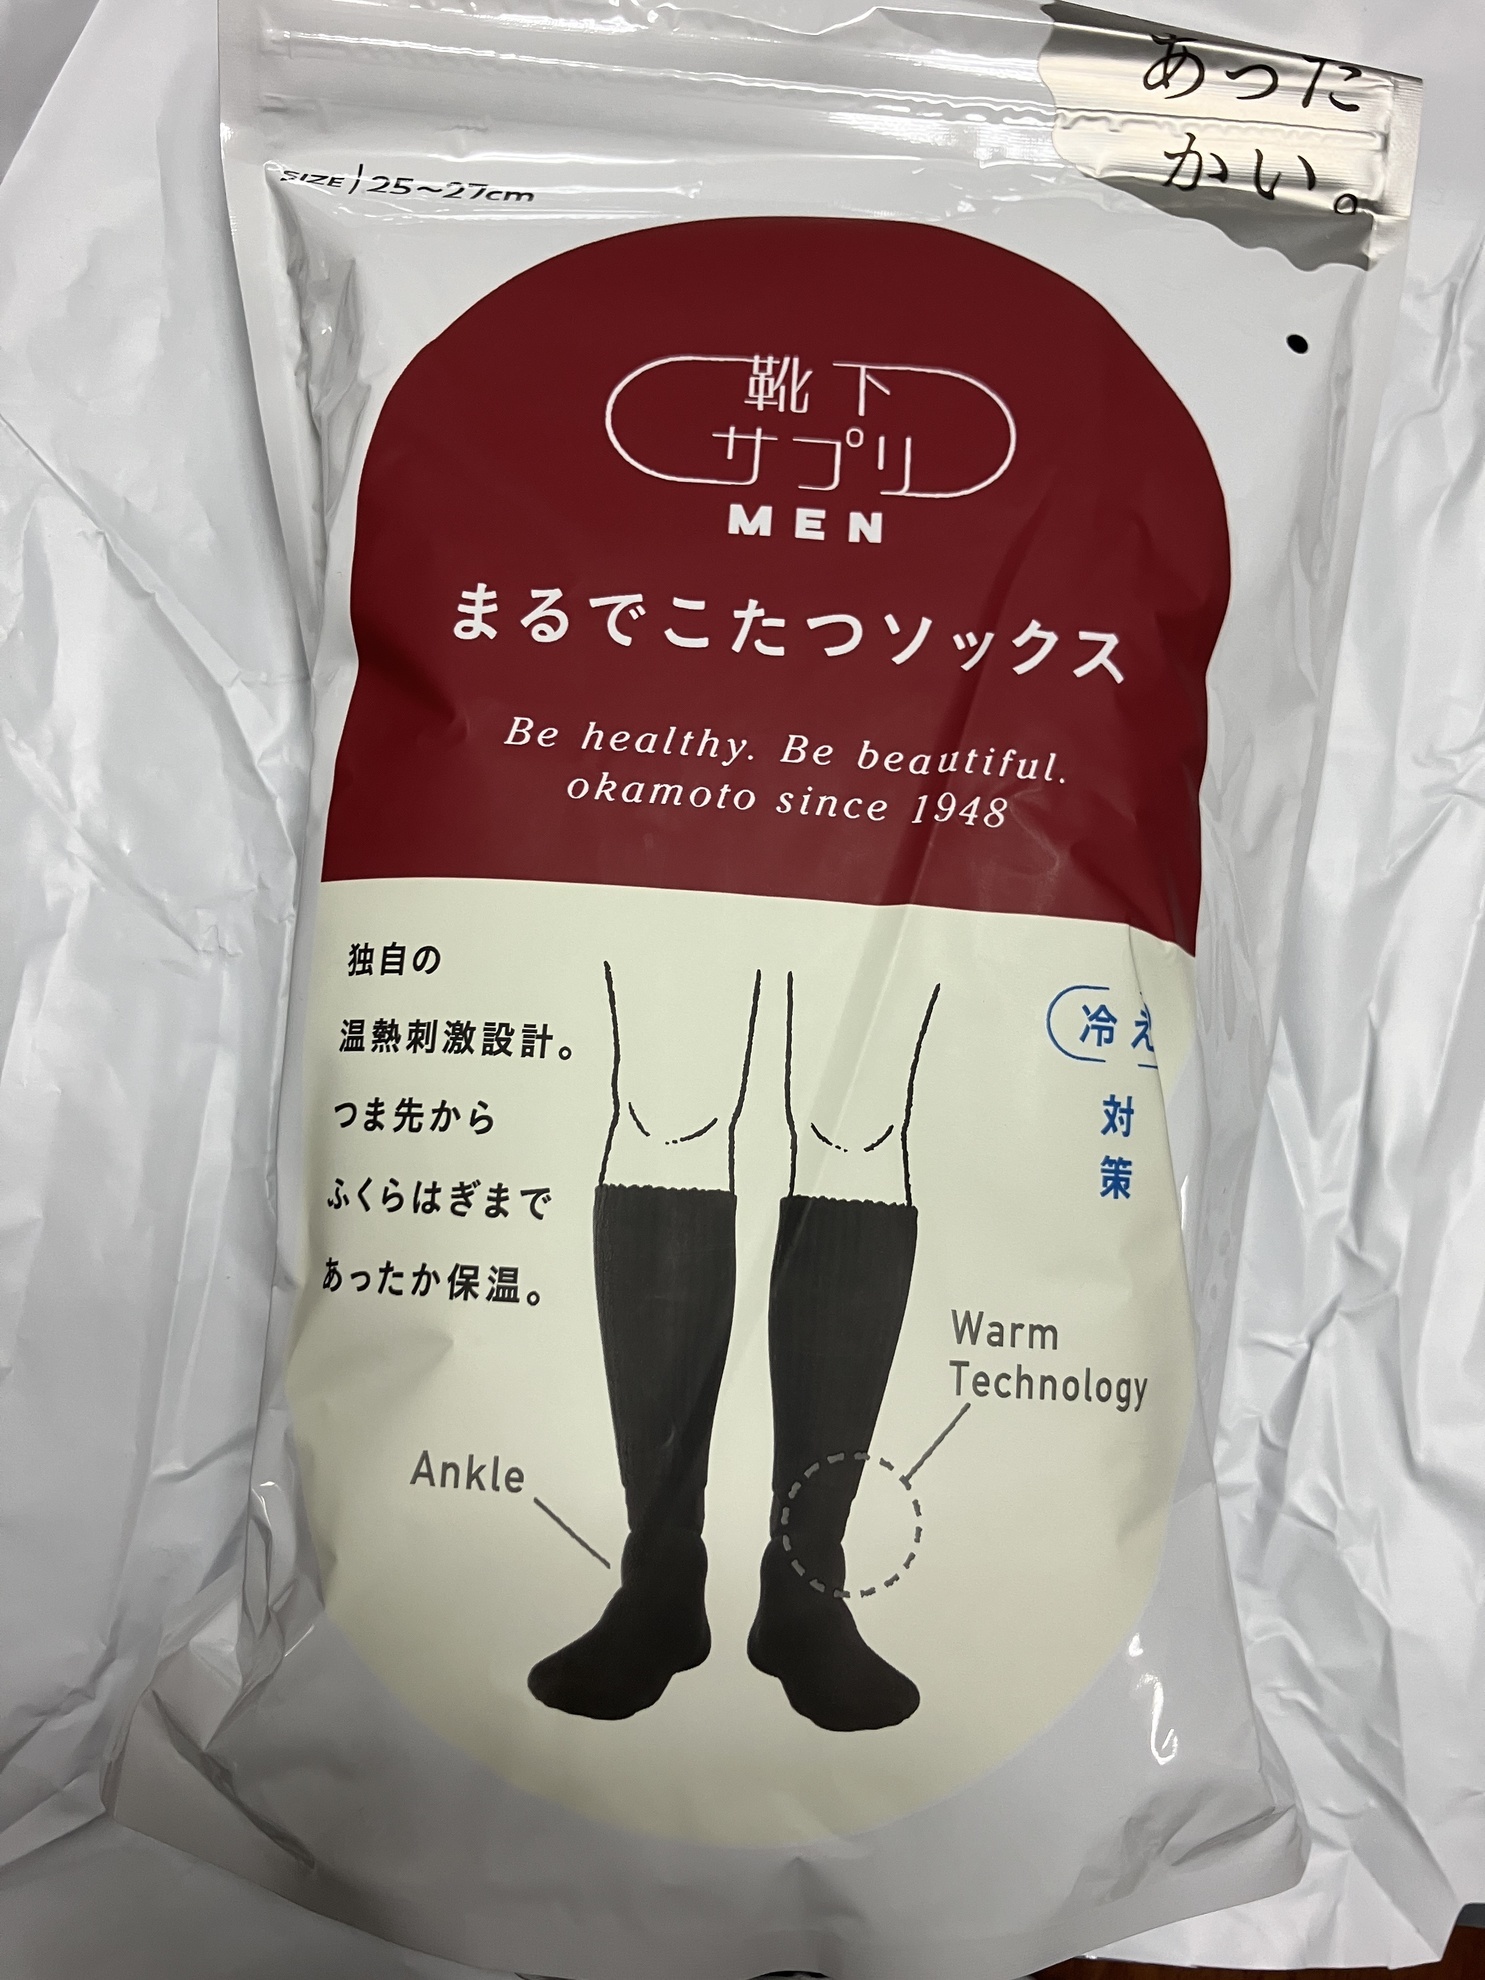 あった
かい。
SIZE | 25~27cm
靴下
サプリ
MEN
まるでこたつソックス
Be healthy. Be beautiful.
okamoto since 1948
独自の
温熱刺激設計。
つま先から
ふくらはぎまで
あったか保温。
冷え
対
策
Warm
Technology
Ankle